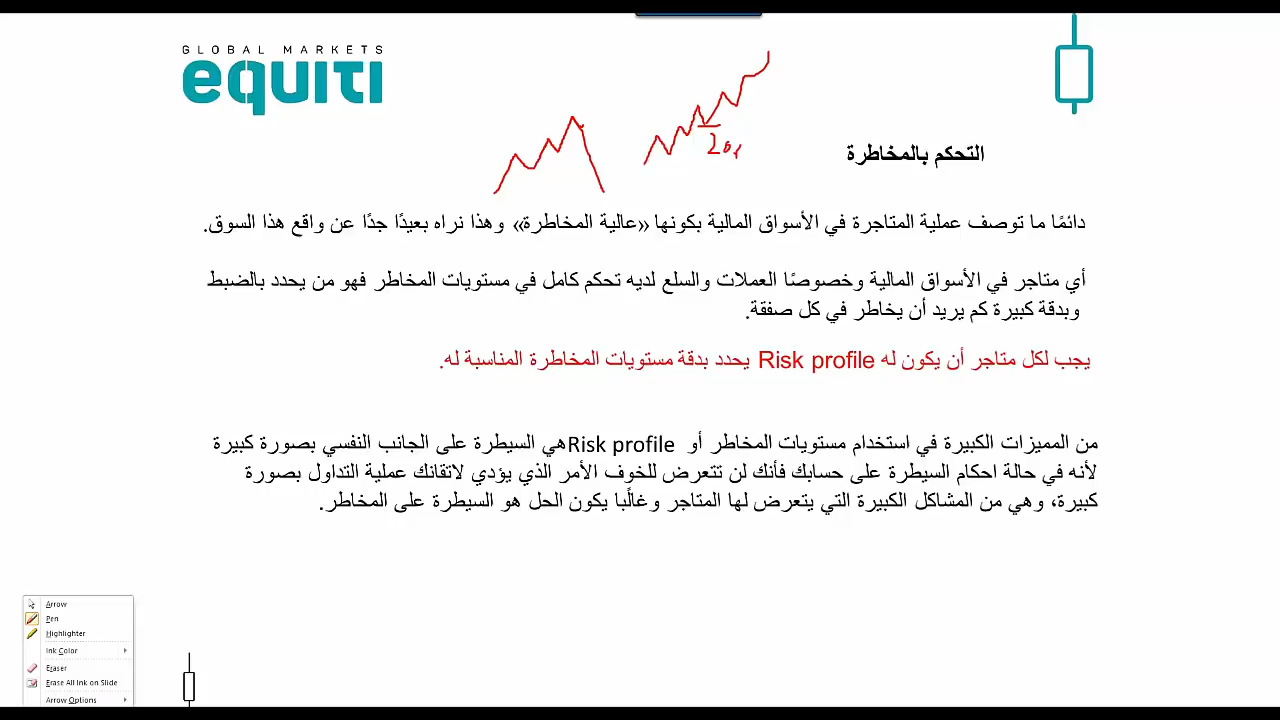 GLOBAL MARKETS
equiti
التحكم بالمخاطرة
دائمًا ما توصف عملية المتاجرة في الأسواق المالية بكونها «عالية المخاطرة» وهذا نراه بعيدًا جدًا عن واقع هذا السوق.
أي متاجر في الأسواق المالية وخصوصًا العملات والسلع لديه تحكم كامل في مستويات المخاطر فهو من يحدد بالضبط
وبدقة كبيرة كم يريد أن يخاطر في كل صفقة.
يجب لكل متاجر أن يكون له Risk profile يحدد بدقة مستويات المخاطرة المناسبة له.
من المميزات الكبيرة في استخدام مستويات المخاطر أو Risk profile هي السيطرة على الجانب النفسي بصورة كبيرة
لأنه في حالة احكام السيطرة على حسابك فأنك لن تتعرض للخوف الأمر الذي يؤدي لاتقانك عملية التداول بصورة
كبيرة، وهي من المشاكل الكبيرة التي يتعرض لها المتاجر وغالبًا يكون الحل هو السيطرة على المخاطر.
Arrow
Pen
Highlighter
Ink Color
Eraser
Erase All Ink on Slide
Arrow Options